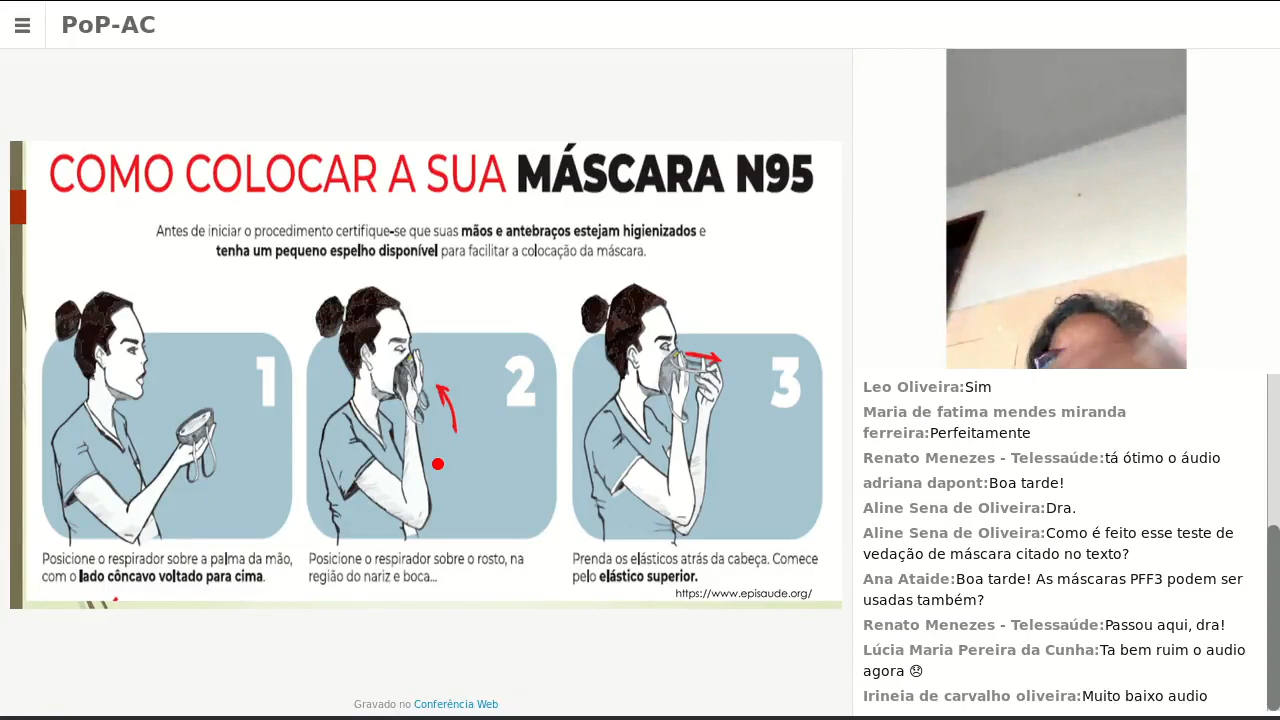 PoP-AC
COMO COLOCAR A SUA MÁSCARA N95
Antes de iniciar o procedimento certifique-se que suas mãos e antebraços estejam higienizados e
tenha um pequeno espelho disponível para facilitar a colocação da máscara.
1
2
3
Posicione o respirador sobre a palma da mão,
com o lado côncavo voltado para cima.
Posicione o respirador sobre o rosto, na
região do nariz e boca...
Prenda os elásticos atrás da cabeça. Comece
pelo elástico superior.
https://www.episaude.org/
Gravado no Conferência Web
Leo Oliveira:Sim
Maria de fatima mendes miranda
ferreira:Perfeitamente
Renato Menezes - Telessaúde:tá ótimo o áudio
adriana dapont:Boa tarde!
Aline Sena de Oliveira:Dra.
Aline Sena de Oliveira:Como é feito esse teste de
vedação de máscara citado no texto?
Ana Ataide:Boa tarde! As máscaras PFF3 podem ser
usadas também?
Renato Menezes - Telessaúde:Passou aqui, dra!
Lúcia Maria Pereira da Cunha:Ta bem ruim o audio
agora 😞
Irineia de carvalho oliveira:Muito baixo audio